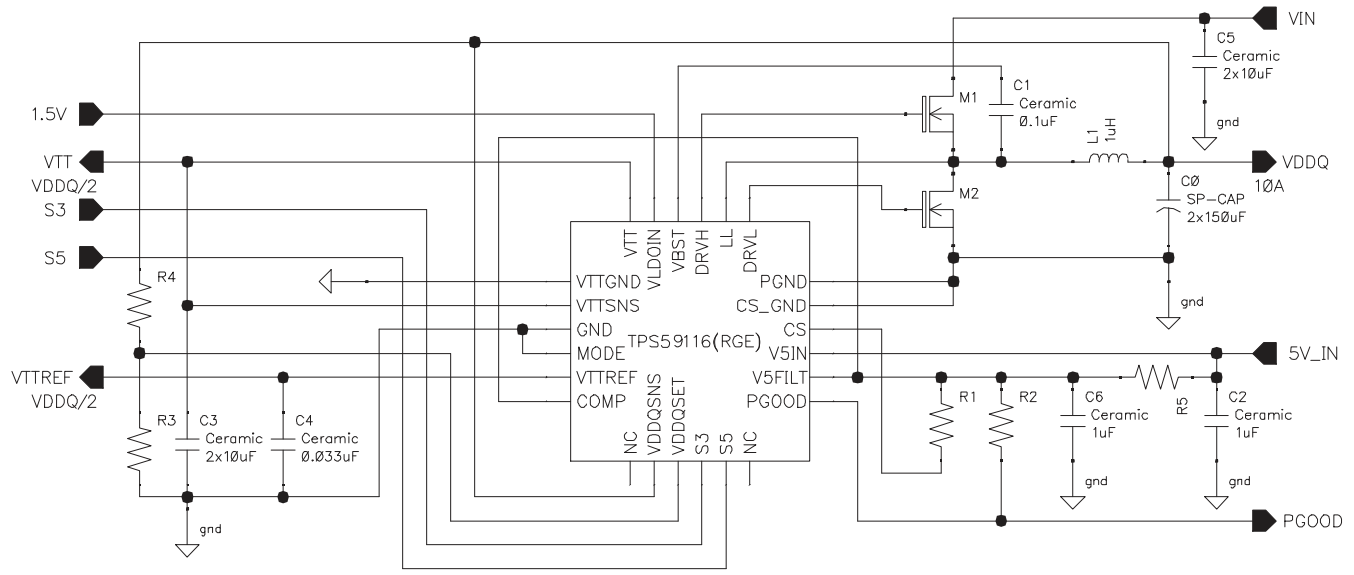 VIN
C5
Ceramic
2x10uF
gnd
C1
Ceramic
0.1uF
M1
1.5V
L1
1uH
VTT
VDDQ/2
VDDQ
10A
M2
C0
SP-CAP
2x150uF
gnd
S3
S5
VTT
VLDOIN
VBST
DRVH
LL
DRVL
R4
VTTGND
VTTSNS
GND
MODE
VTTREF
COMP
TPS59116(RGE)
PGND
CS_GND
CS
V5IN
V5FILT
PGOOD
5V_IN
VTTREF
VDDQ/2
R3
C3
Ceramic
2x10uF
C4
Ceramic
0.033uF
NC
VDDQSNS
VDDQSET
S3
S5
NC
R1
R2
C6
Ceramic
1uF
R5
C2
Ceramic
1uF
gnd
gnd
gnd
PGOOD